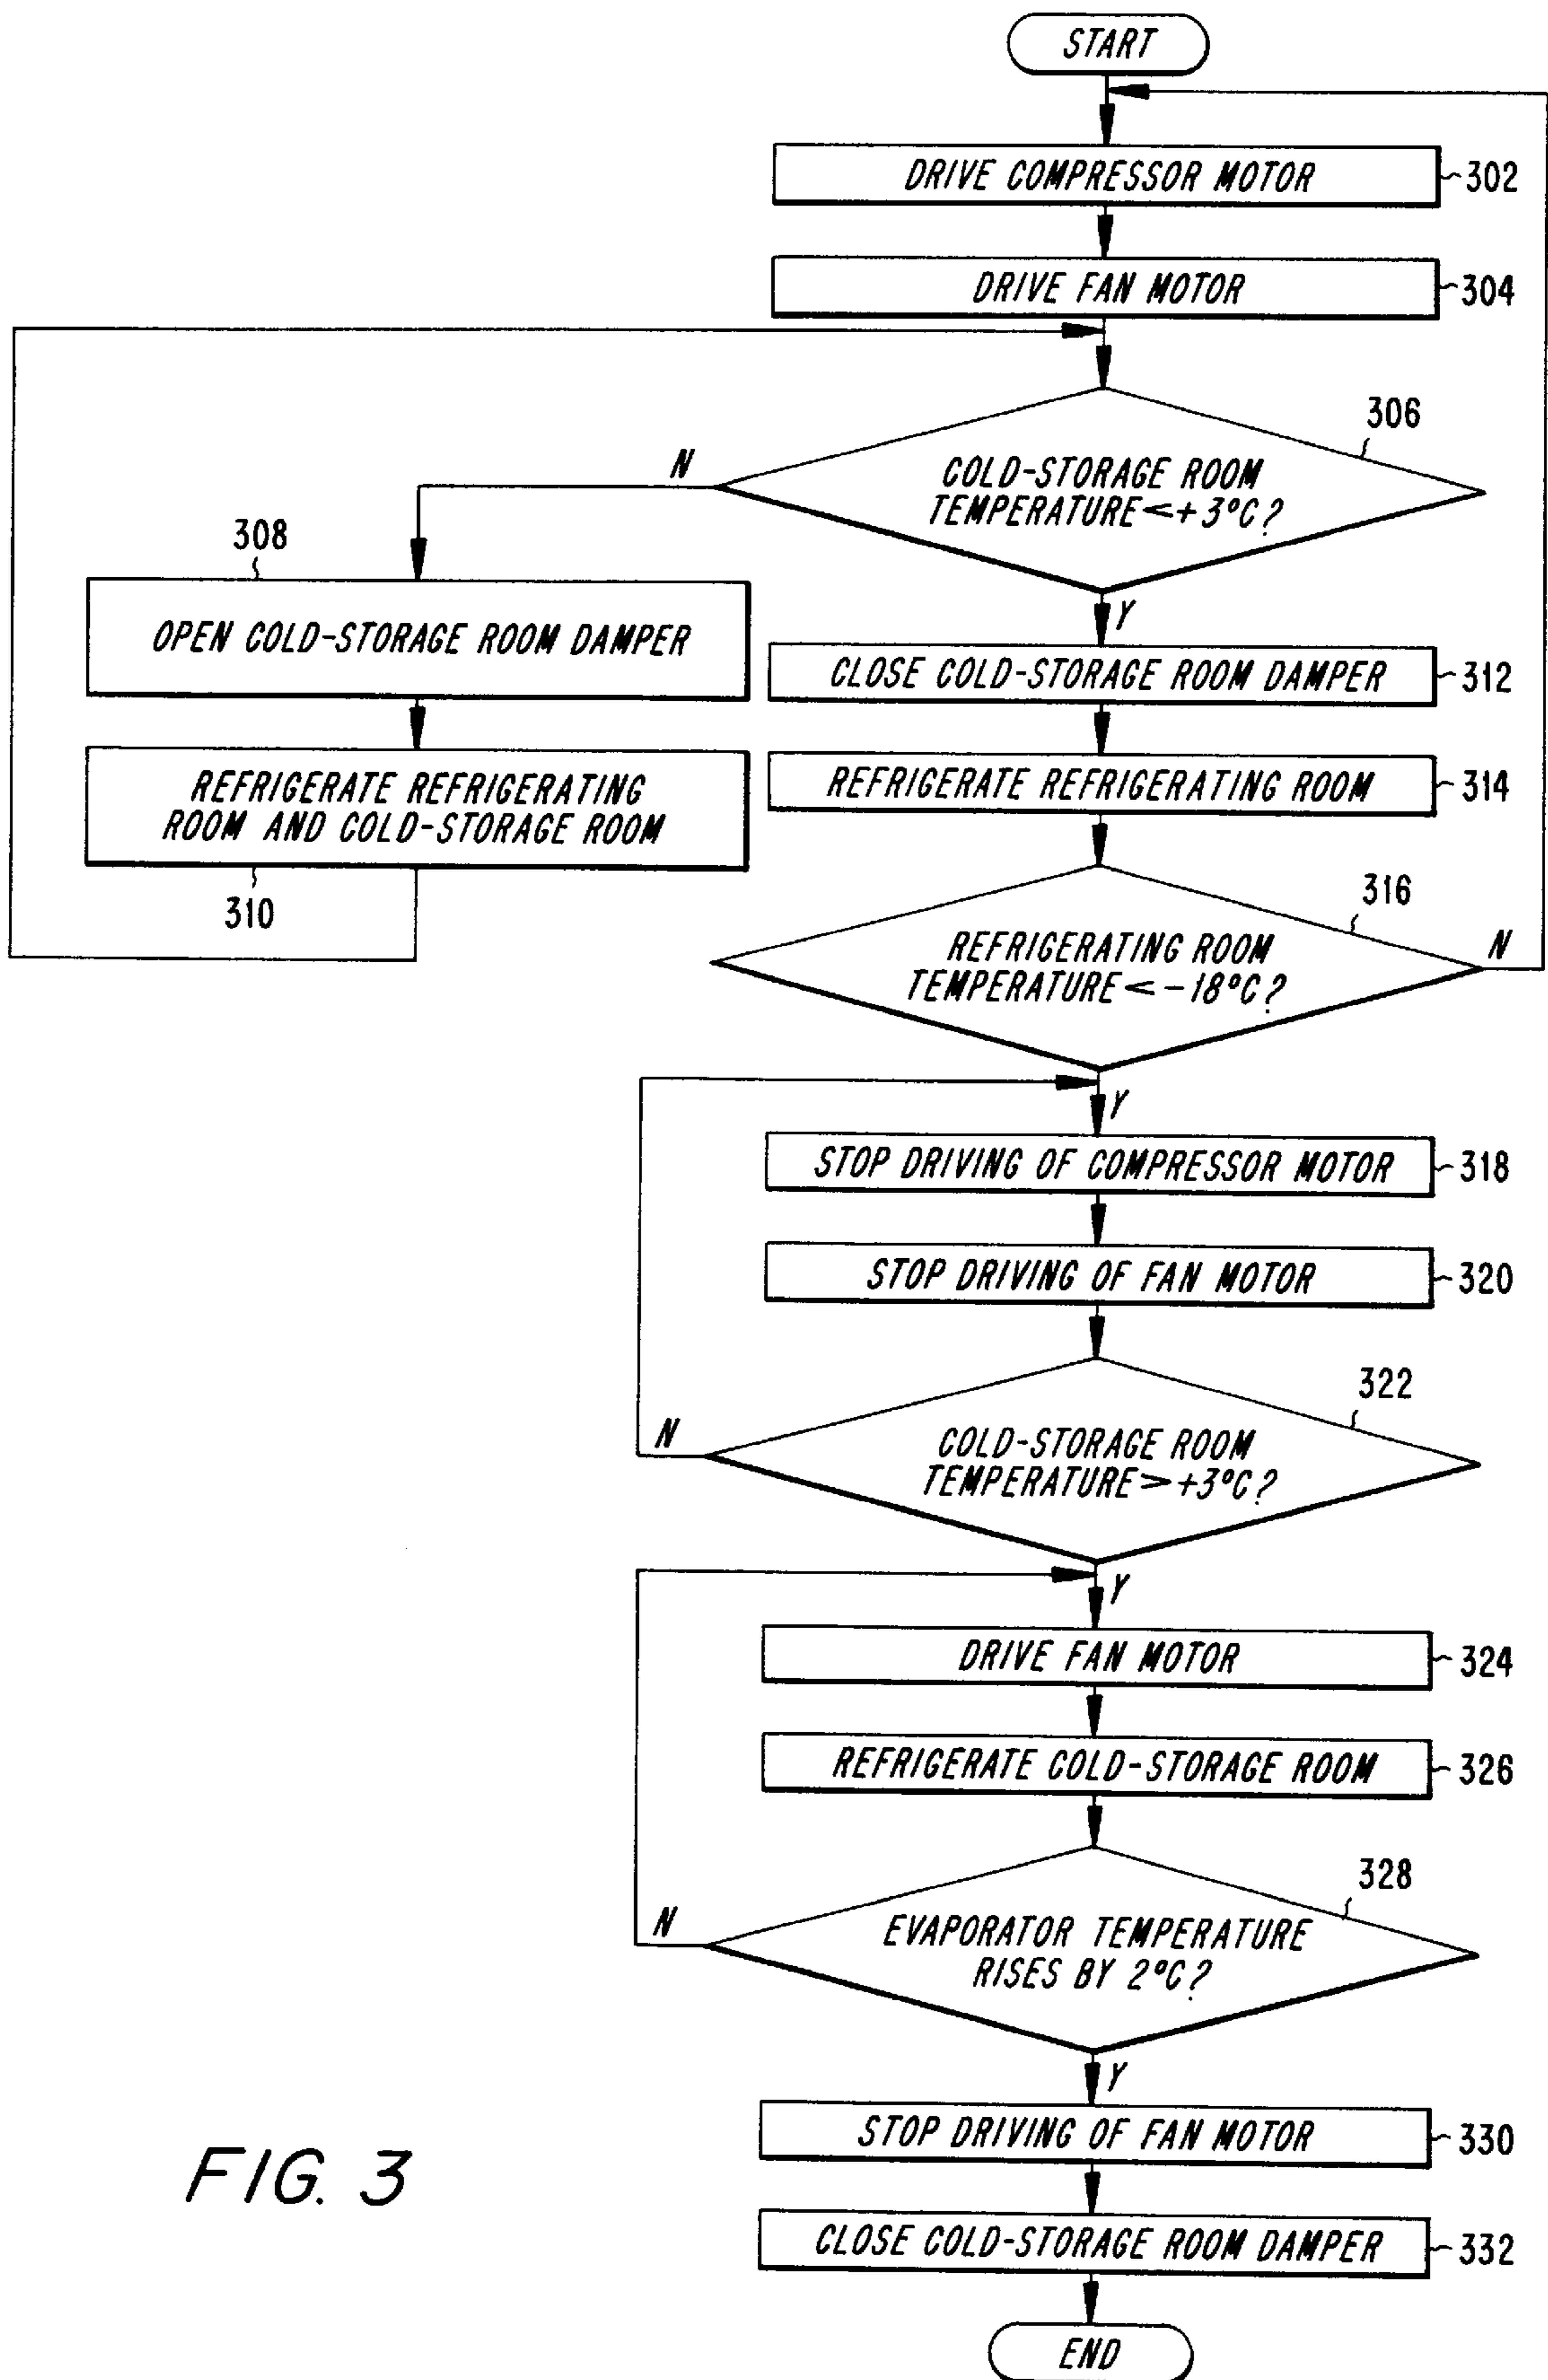 START
DRIVE COMPRESSOR MOTOR
302
DRIVE FAN MOTOR
304
306
COLD-STORAGE ROOM
TEMPERATURE<+3°C?
N
Y
308
OPEN COLD-STORAGE ROOM DAMPER
CLOSE COLD-STORAGE ROOM DAMPER
312
REFRIGERATE REFRIGERATING
ROOM AND COLD-STORAGE ROOM
310
REFRIGERATE REFRIGERATING ROOM
314
316
REFRIGERATING ROOM
TEMPERATURE<-18°C?
N
Y
STOP DRIVING OF COMPRESSOR MOTOR
318
STOP DRIVING OF FAN MOTOR
320
322
COLD-STORAGE ROOM
TEMPERATURE>+3°C?
N
Y
DRIVE FAN MOTOR
324
REFRIGERATE COLD-STORAGE ROOM
326
328
EVAPORATOR TEMPERATURE
RISES BY 2°C?
N
Y
STOP DRIVING OF FAN MOTOR
330
CLOSE COLD-STORAGE ROOM DAMPER
332
END
FIG. 3